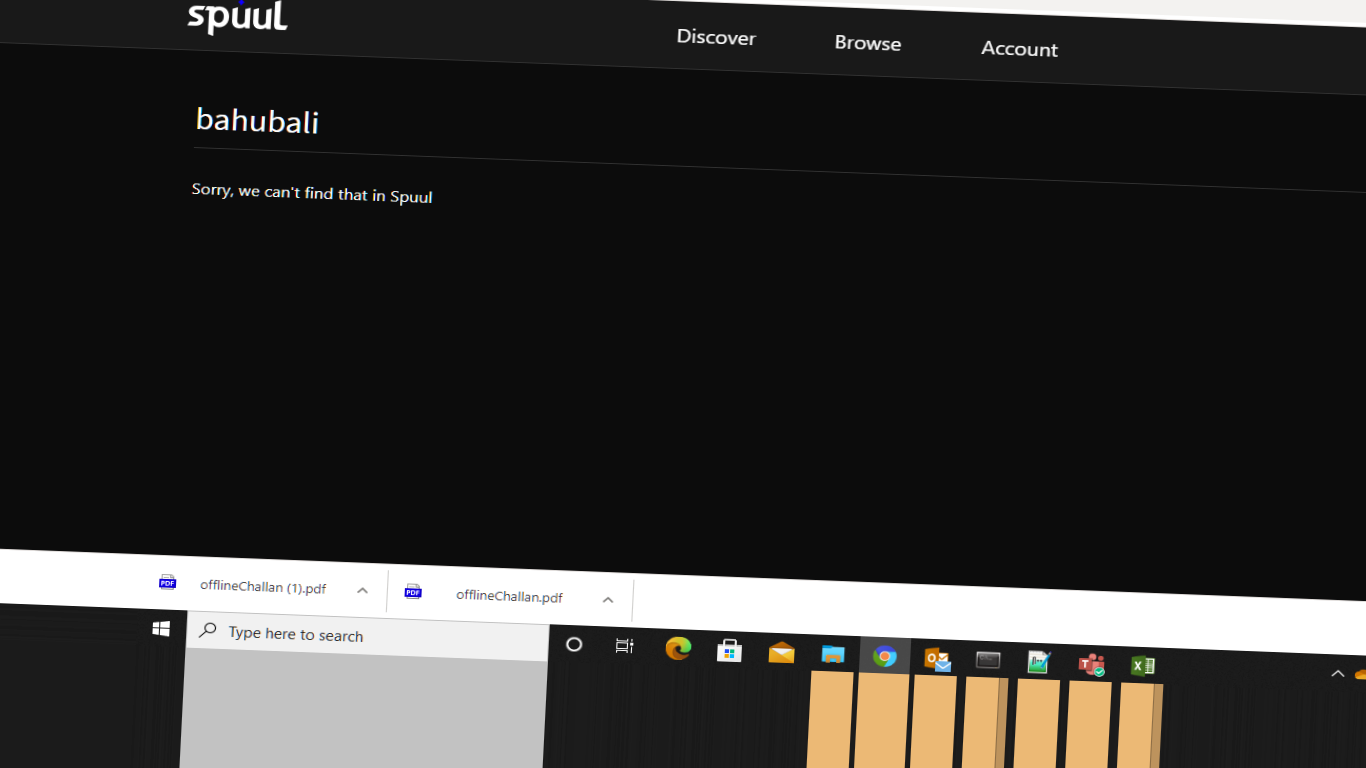 spuul
Discover Browse Account
bahubali
Sorry, we can't find that in Spuul
PDF offlineChallan (1).pdf PDF offlineChallan.pdf
Type here to search